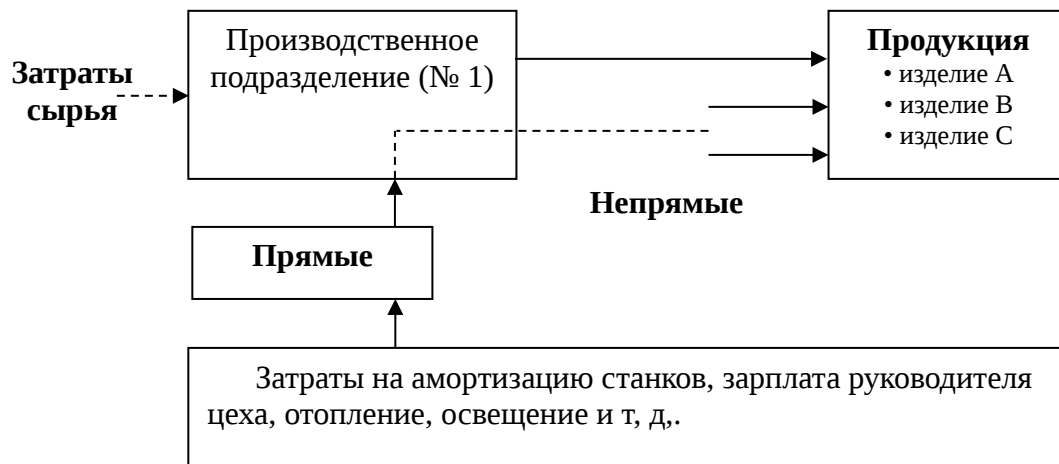 Затраты
сырья
Производственное
подразделение (№ 1)
Продукция
• изделие А
• изделие В
• изделие С
Непрямые
Прямые
Затраты на амортизацию станков, зарплата руководителя
цеха, отопление, освещение и т, д,.